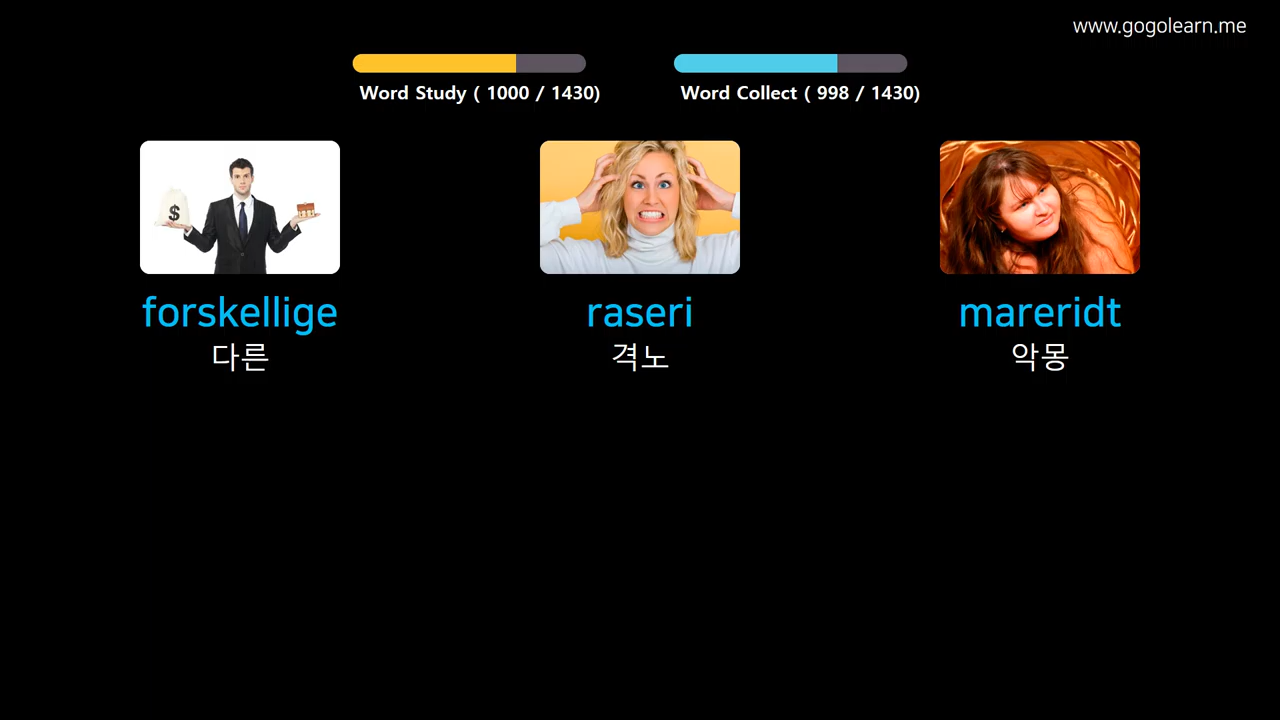 www.gogolearn.me
Word Study ( 1000 / 1430)
Word Collect ( 998 / 1430)
$
forskellige
raseri
mareridt
다른
격노
악몽